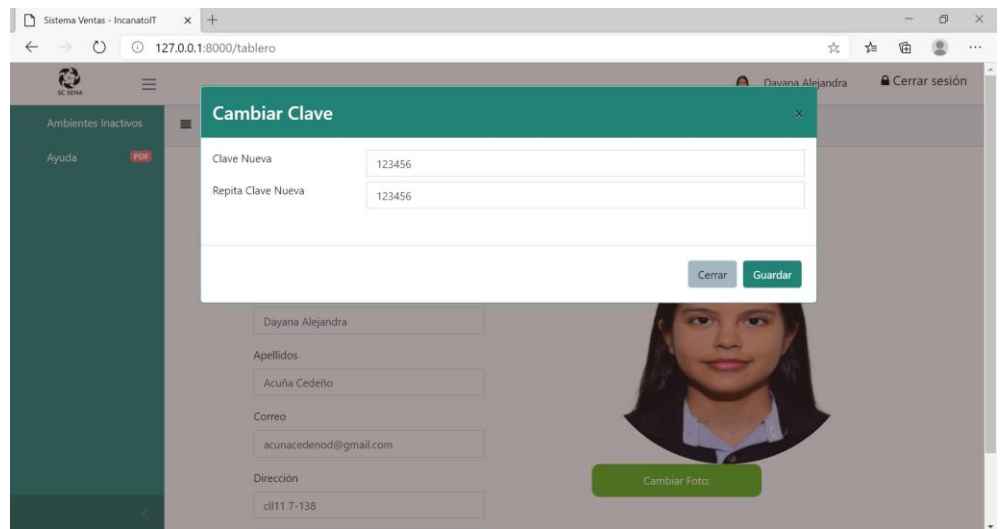 Sistema Ventas - IncanatoIT
127.0.0.1:8000/tablero
SC SENA
Dayana Alejandra
Cerrar sesión
Cambiar Clave
Ambientes Inactivos
Ayuda
PDF
Clave Nueva
123456
Repita Clave Nueva
123456
Cerrar
Guardar
Dayana Alejandra
Apellidos
Acuña Cedeño
Correo
acunacedenod@gmail.com
Dirección
Cambiar Foto:
cll11 7-138